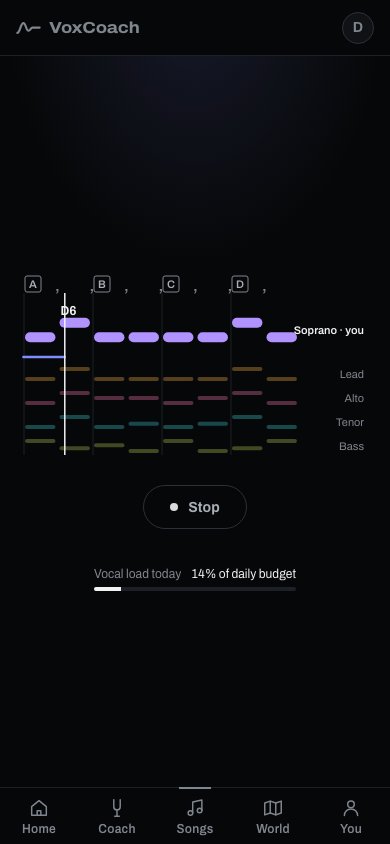 VoxCoach
D
A , , B , , C , , D ,
D6
Soprano · you
Lead
Alto
Tenor
Bass
Stop
Vocal load today 14% of daily budget
Home Coach Songs World You